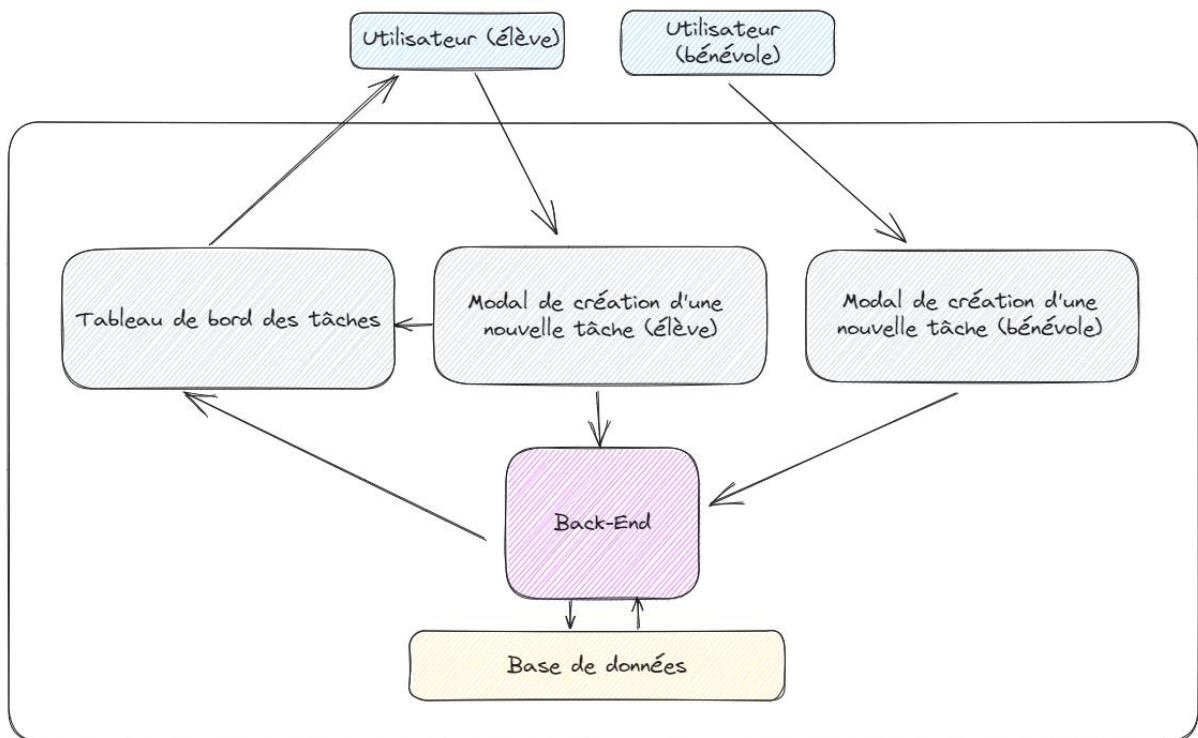 Utilisateur (élève)
Utilisateur
(bénévole)
Tableau de bord des tâches
Modal de création d'une
nouvelle tâche (élève)
Modal de création d'une
nouvelle tâche (bénévole)
Back-End
Base de données